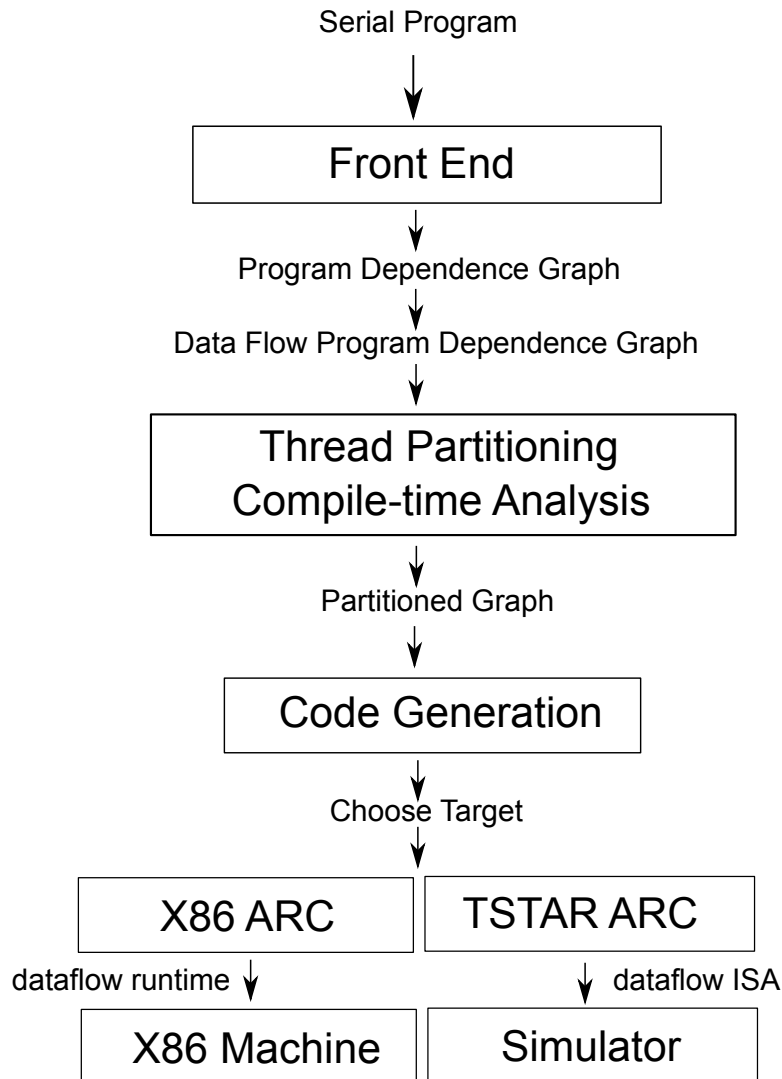 Serial Program
Front End
Program Dependence Graph
Data Flow Program Dependence Graph
Thread Partitioning
Compile-time Analysis
Partitioned Graph
Code Generation
Choose Target
X86 ARC
TSTAR ARC
dataflow runtime
dataflow ISA
X86 Machine
Simulator